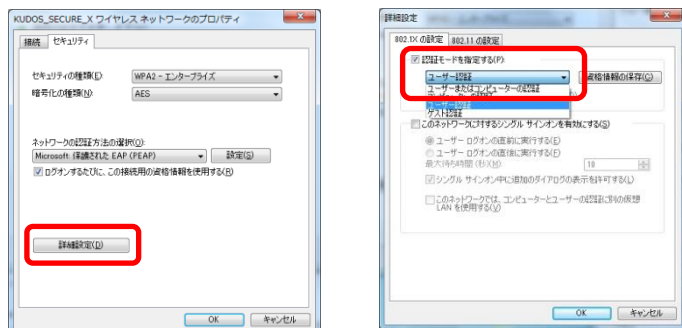 KUDOS_SECURE_X ワイヤレス ネットワークのプロパティ
接続 セキュリティ
セキュリティの種類(E) WPA2 - エンタープライズ
暗号化の種類(N): AES
ネットワークの認証方法の選択(O):
Microsoft: 保護された EAP (PEAP) 設定(S)
ログオンするたびに、この接続用の資格情報を使用する(R)
詳細設定(D)
OK キャンセル
詳細設定
802.1X の設定 802.11 の設定
認証モードを指定する(P):
ユーザー認証 資格情報の保存(C)
ユーザーまたはコンピューターの認証
コンピューターの認証
ユーザー認証
ゲスト認証
このネットワークに対するシングル サインオンを有効にする(S)
ユーザー ログオンの直前に実行する(E)
ユーザー ログオンの直後に実行する(F)
最大待ち時間 (秒)(M): 10
シングル サインオン中に追加のダイアログの表示を許可する(L)
このネットワークでは、コンピューターとユーザーの認証に別の仮想
LAN を使用する(V)
OK キャンセル